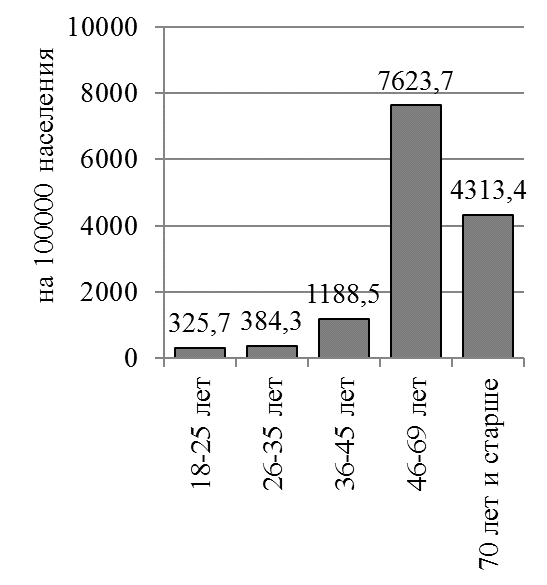 на 100000 населения
10000
8000
6000
4000
2000
0
325,7
384,3
1188,5
7623,7
4313,4
18-25 лет
26-35 лет
36-45 лет
46-69 лет
70 лет и старше